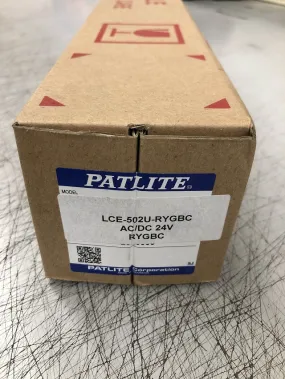 PATLITE
MODEL
LCE-502U-RYGBC
AC/DC 24V
RYGBC
PATLITE Corporation